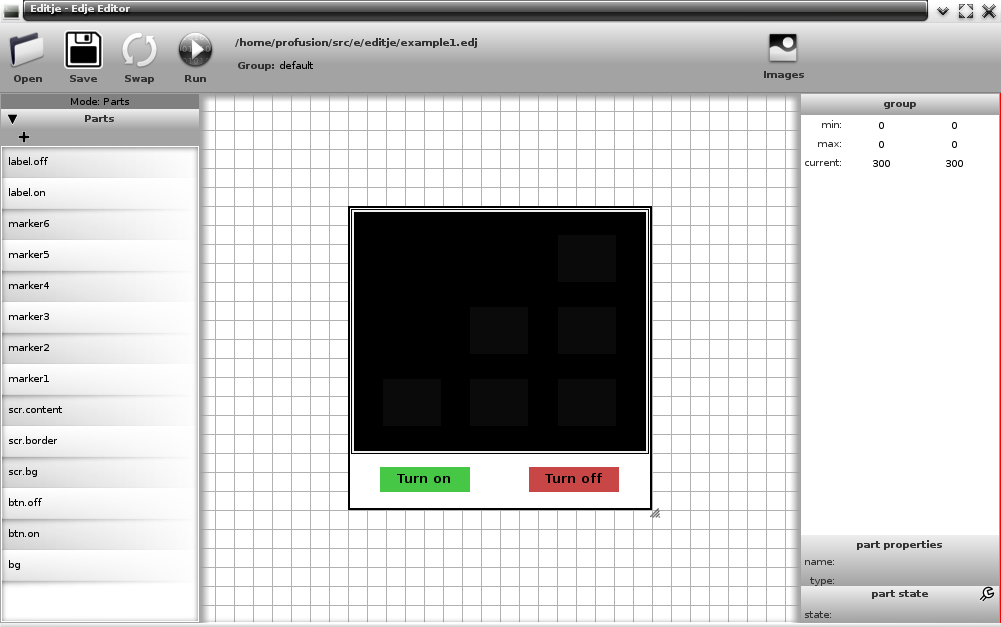 Editje - Edje Editor
Open
Save
Swap
Run
/home/profusion/src/e/editje/example1.edj
Group: default
Images
Mode: Parts
Parts
+
label.off
label.on
marker6
marker5
marker4
marker3
marker2
marker1
scr.content
scr.border
scr.bg
btn.off
btn.on
bg
Turn on
Turn off
group
min: 0 0
max: 0 0
current: 300 300
part properties
name:
type:
part state
state: